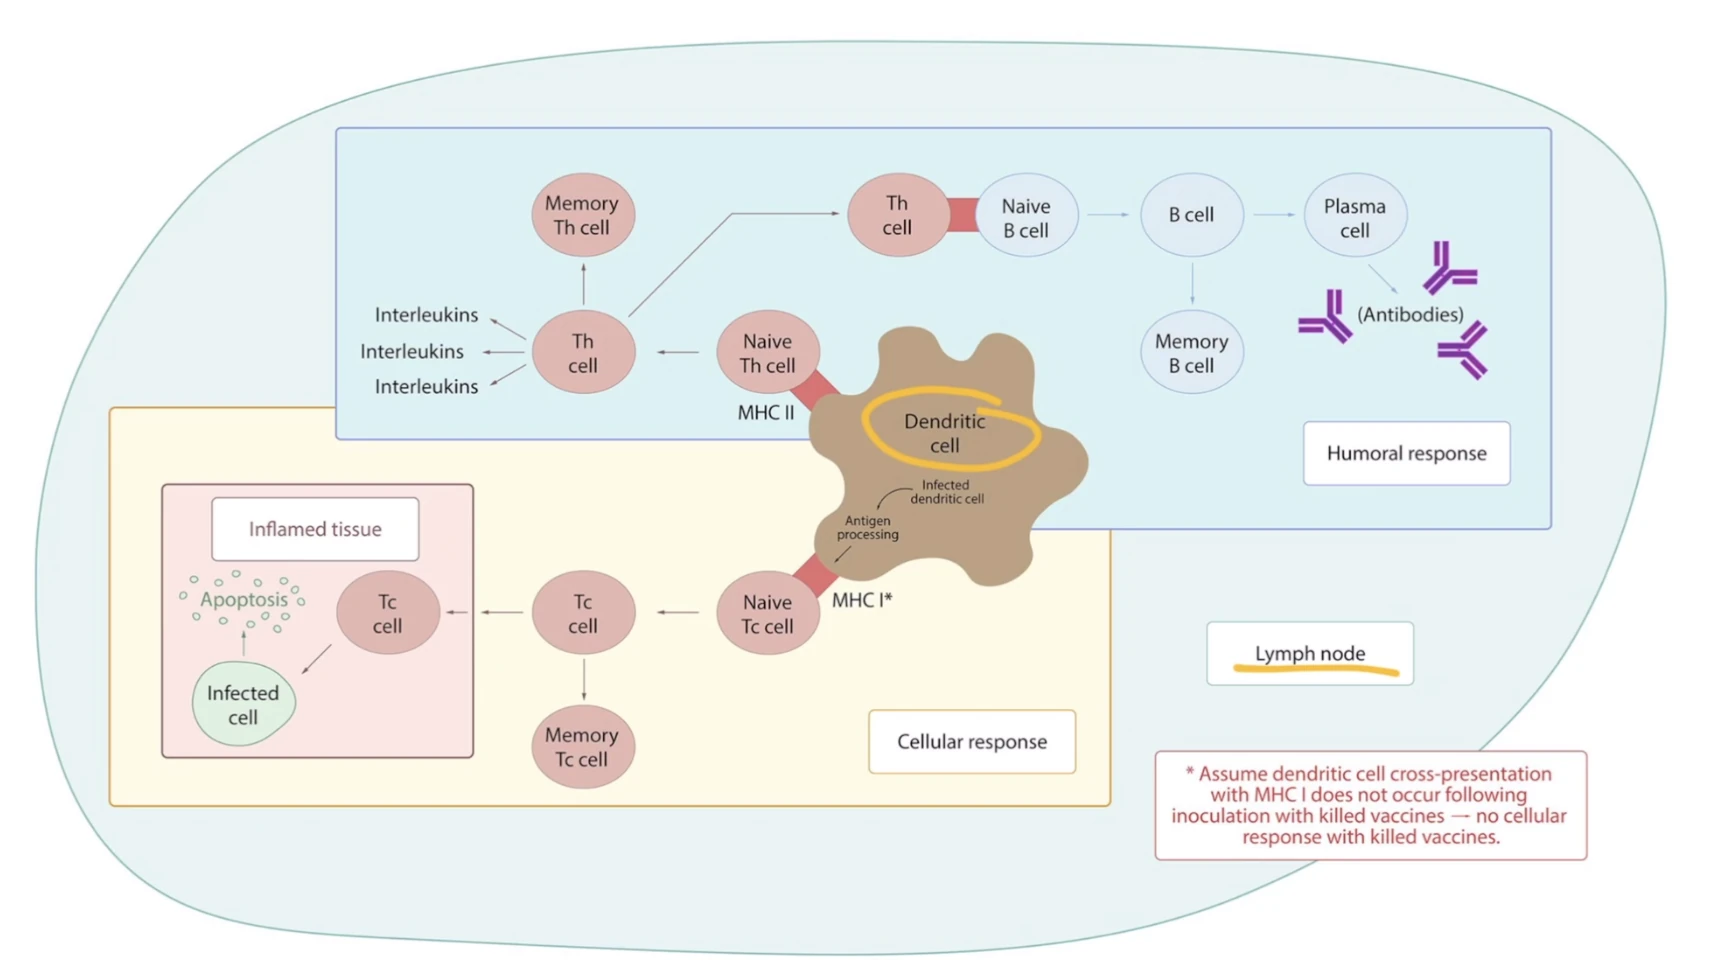 Memory
Th cell
Th
cell
Naive
B cell
B cell
Plasma
cell
Interleukins
Interleukins
Interleukins
Th
cell
Naive
Th cell
MHC II
Memory
B cell
(Antibodies)
Dendritic
cell
Humoral response
Infected
dendritic cell
Antigen
processing
Inflamed tissue
Apoptosis
Tc
cell
Infected
cell
Tc
cell
Naive
Tc cell
MHC I*
Memory
Tc cell
Cellular response
Lymph node
* Assume dendritic cell cross-presentation
with MHC I does not occur following
inoculation with killed vaccines → no cellular
response with killed vaccines.